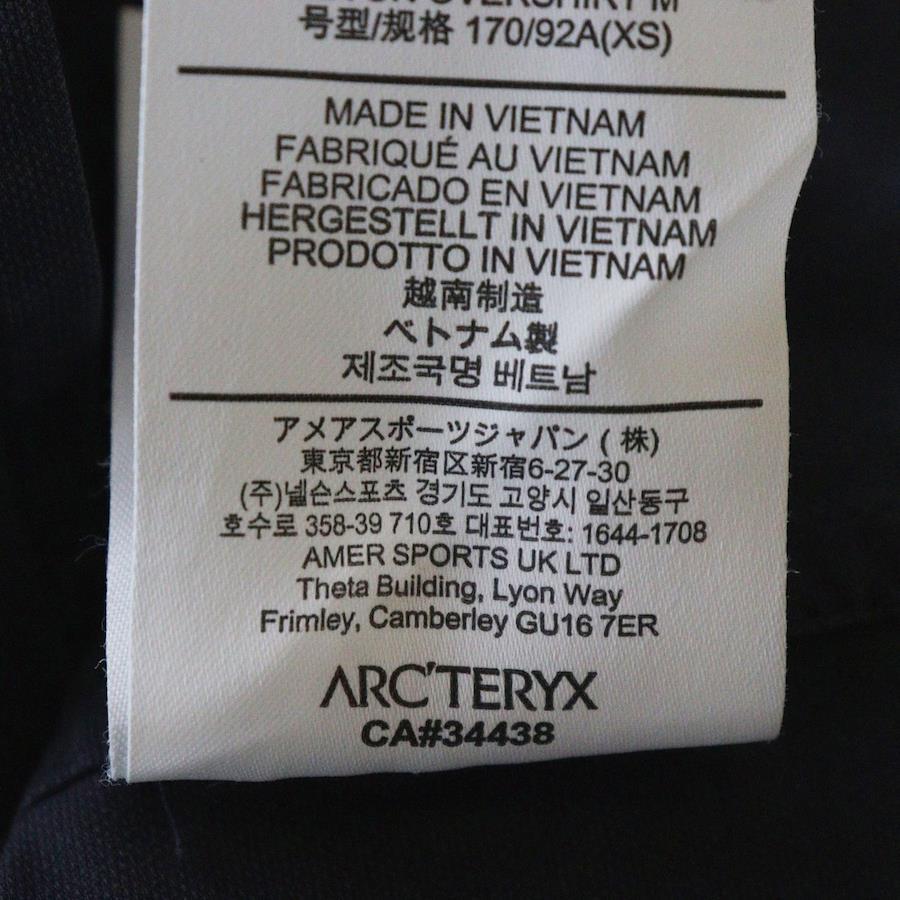 OVERSHIRT M
号型/规格 170/92A(XS)
MADE IN VIETNAM
FABRIQUÉ AU VIETNAM
FABRICADO EN VIETNAM
HERGESTELLT IN VIETNAM
PRODOTTO IN VIETNAM
越南制造
ベトナム製
제조국명 베트남
アメアスポーツジャパン ( 株)
東京都新宿区新宿6-27-30
(주)넬슨스포츠 경기도 고양시 일산동구
호수로 358-39 710호 대표번호: 1644-1708
AMER SPORTS UK LTD
Theta Building, Lyon Way
Frimley, Camberley GU16 7ER
ARC'TERYX
CA#34438